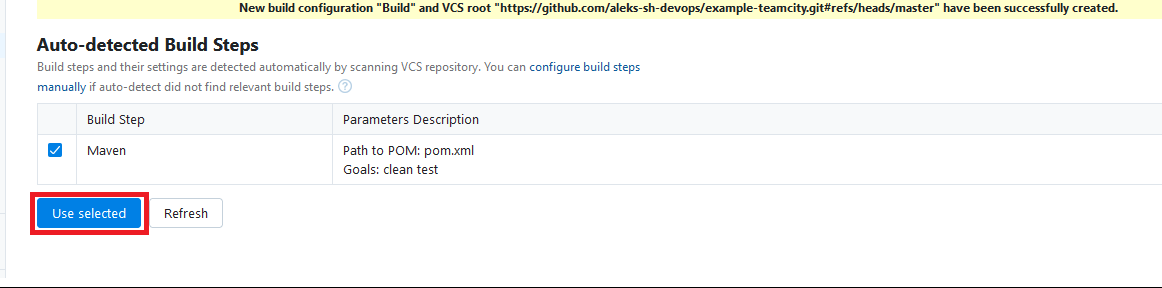 New build configuration "Build" and VCS root "https://github.com/aleks-sh-devops/example-teamcity.git#refs/heads/master" have been successfully created.
Auto-detected Build Steps
Build steps and their settings are detected automatically by scanning VCS repository. You can configure build steps
manually if auto-detect did not find relevant build steps. ?
Build Step Parameters Description
Maven Path to POM: pom.xml
Goals: clean test
Use selected Refresh